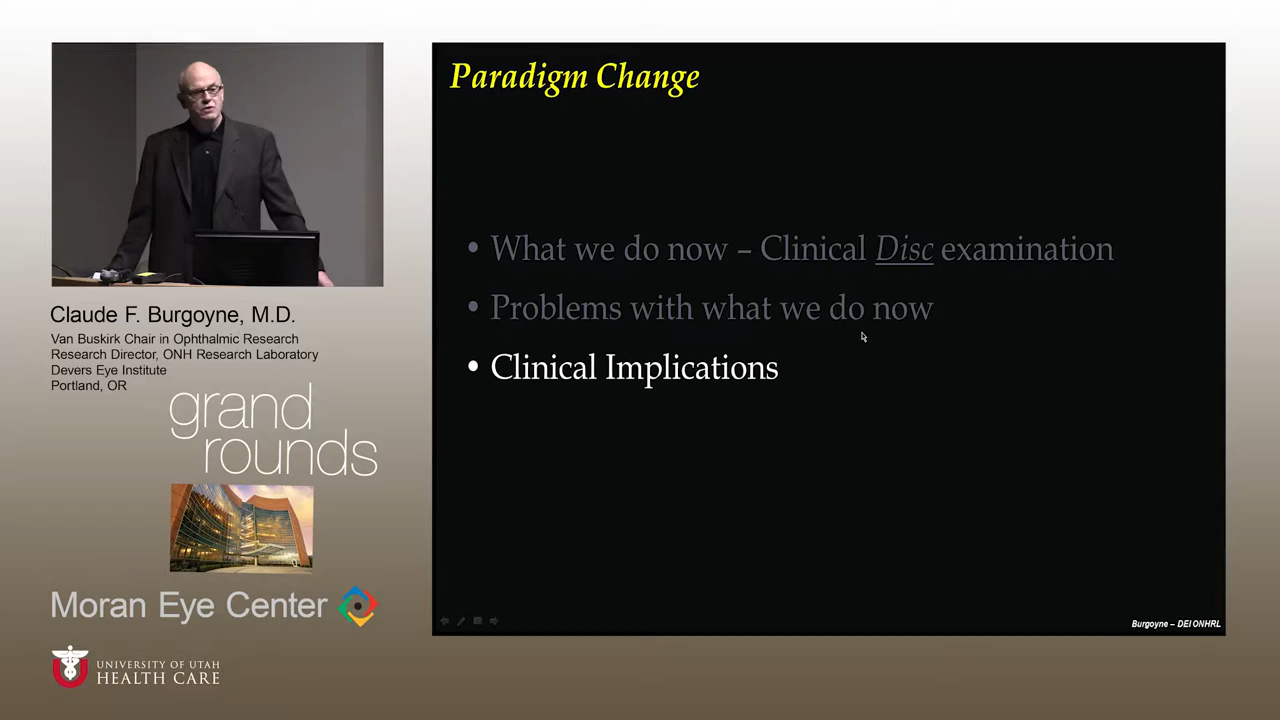 Paradigm Change
• What we do now – Clinical Disc examination
• Problems with what we do now
• Clinical Implications
Burgoyne – DEI ONHRL
Claude F. Burgoyne, M.D.
Van Buskirk Chair in Ophthalmic Research
Research Director, ONH Research Laboratory
Devers Eye Institute
Portland, OR
grand
rounds
Moran Eye Center
UNIVERSITY OF UTAH
HEALTH CARE